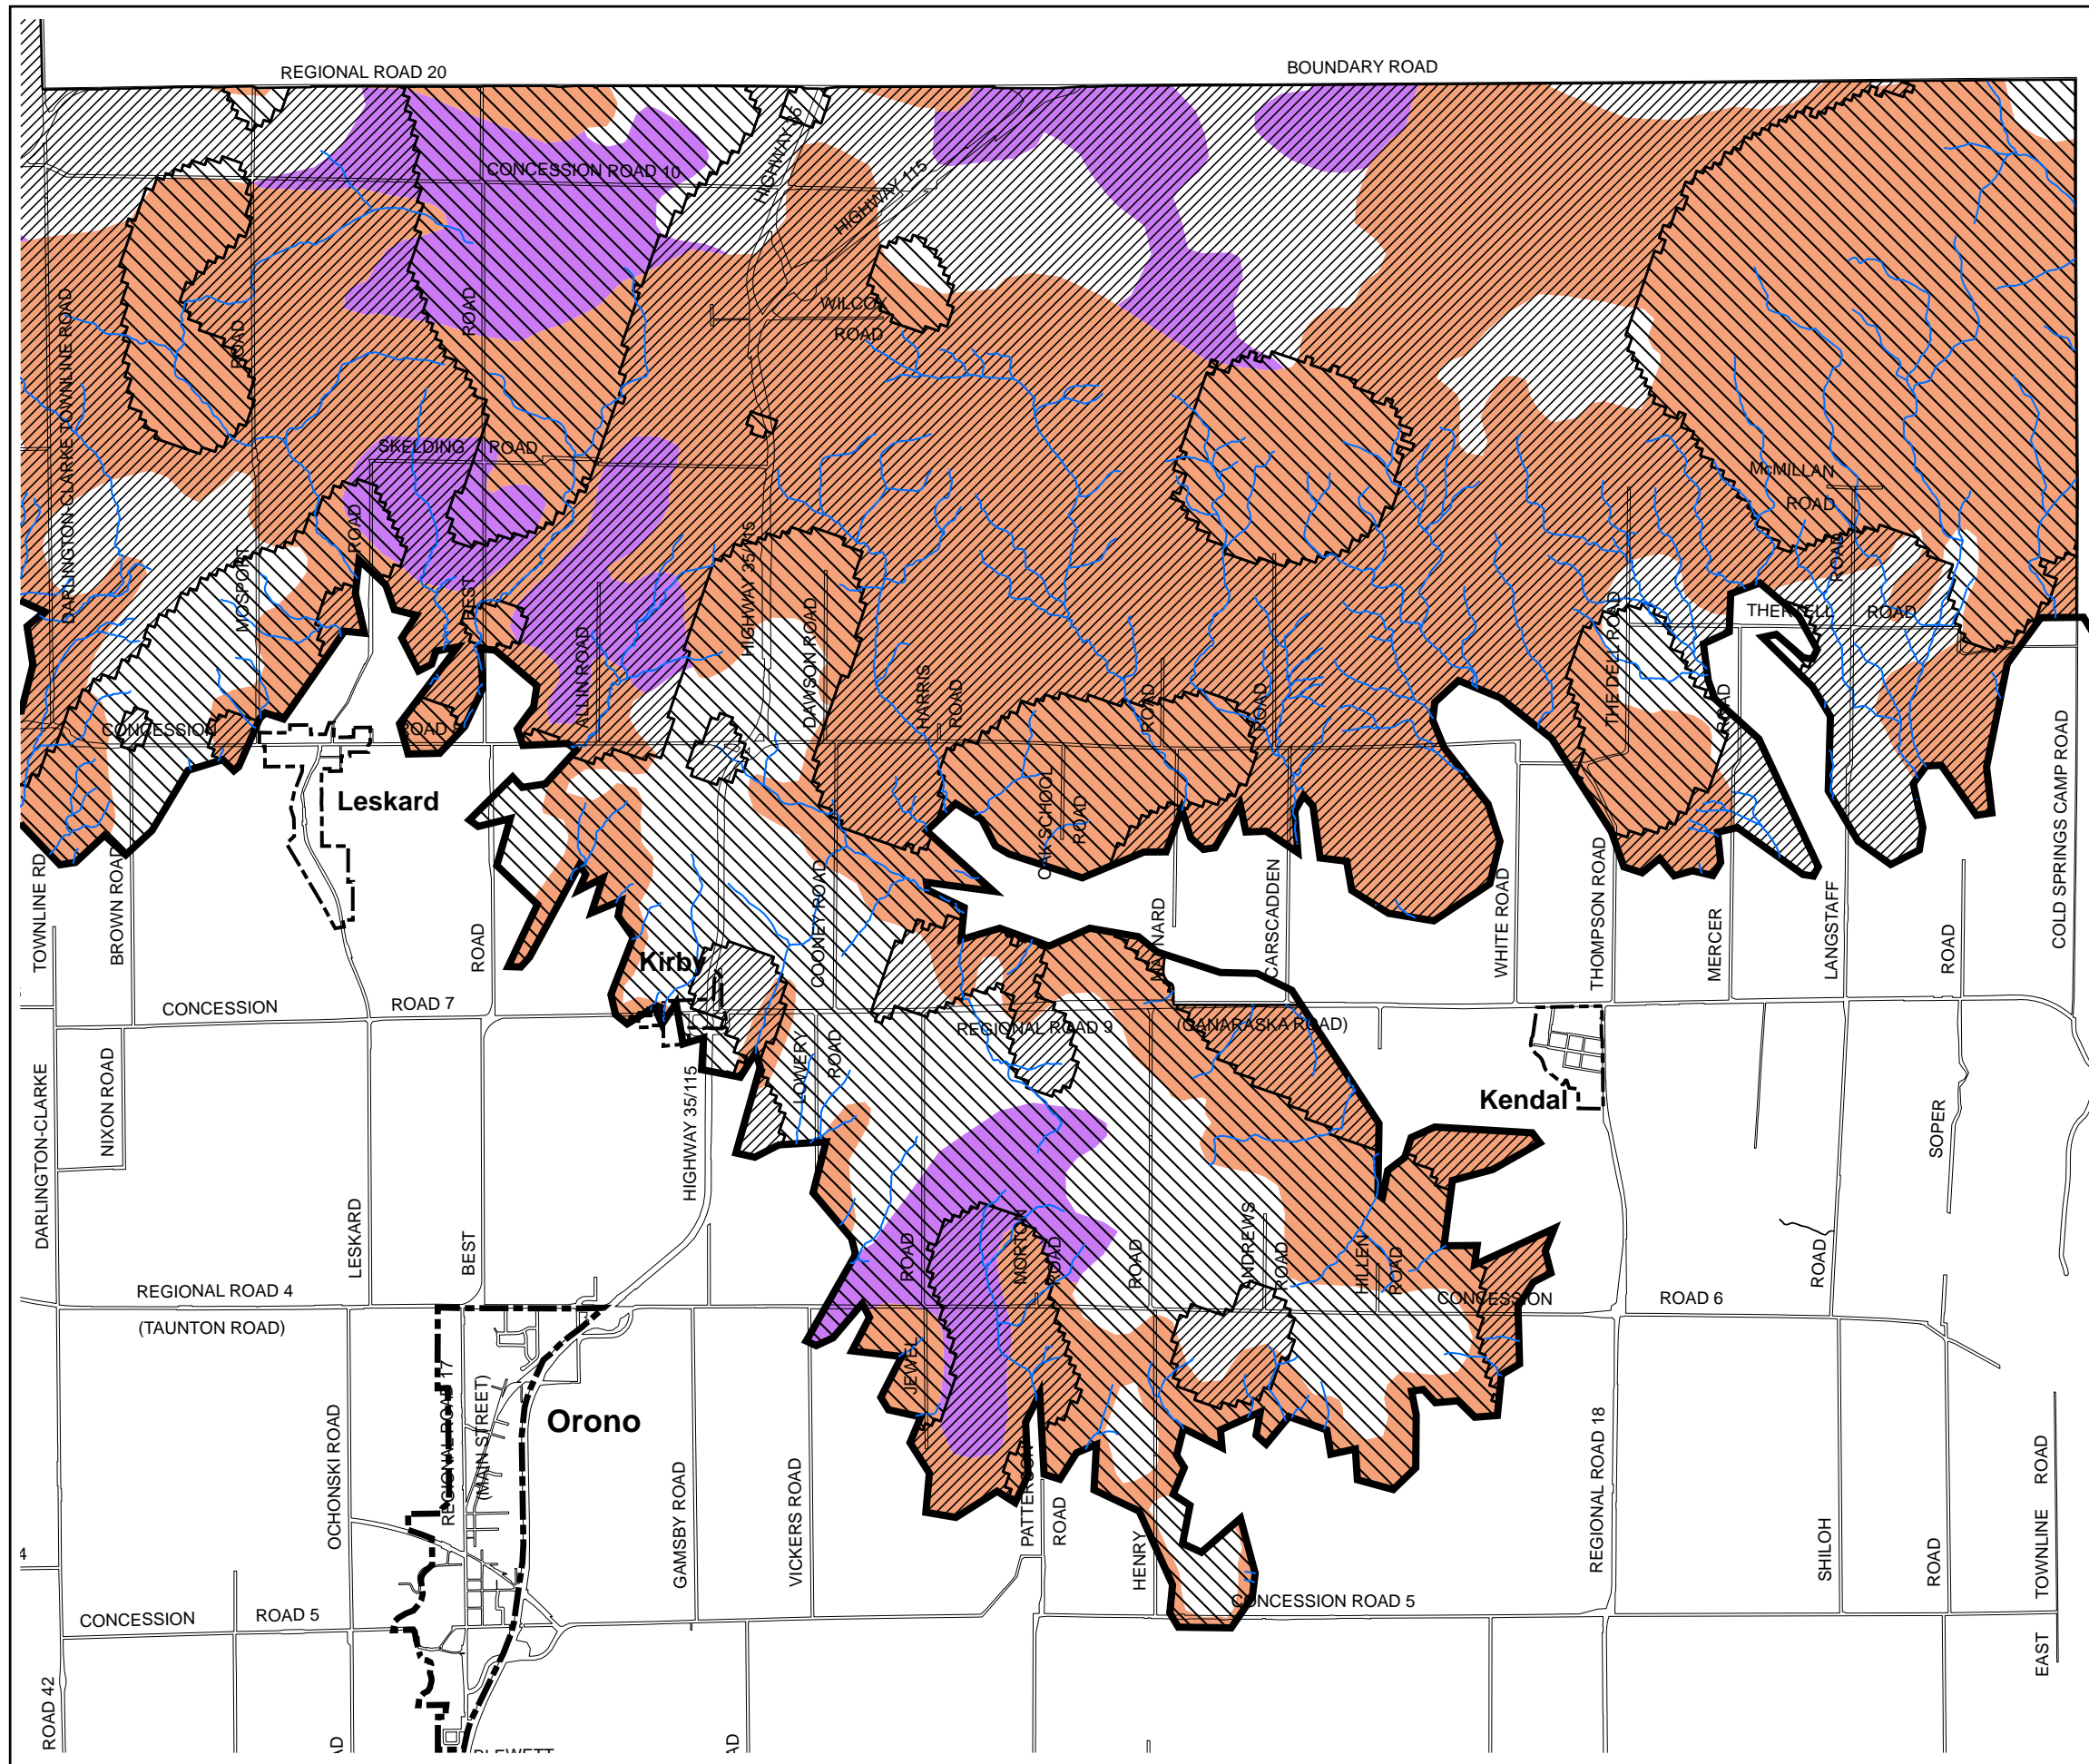 REGIONAL ROAD 20
BOUNDARY ROAD
HIGHWAY 35
CONCESSION ROAD 10
HIGHWAY 115
WILCOX
ROAD
ROAD
ROAD
DARLINGTON-CLARKE TOWNLINE ROAD
SKELDING
ROAD
McMILLAN
ROAD
ROAD
MOSPORT
ROAD
BEST
HIGHWAY 35/115
ALLIN ROAD
DAWSON ROAD
HARRIS
ROAD
ROAD
ROAD
THE DELL ROAD
THERTELL
ROAD
ROAD
CONCESSION
ROAD
COLD SPRINGS CAMP ROAD
Leskard
OAK SCHOOL
ROAD
TOWNLINE RD
BROWN ROAD
ROAD
Kirby
COONEY ROAD
MAYNARD
CARSCADDEN
WHITE ROAD
THOMPSON ROAD
MERCER
LANGSTAFF
ROAD
CONCESSION
ROAD 7
REGIONAL ROAD 9
(GANARASKA ROAD)
NIXON ROAD
HIGHWAY 35/115
LOWERY
ROAD
Kendal
SOPER
DARLINGTON-CLARKE
LESKARD
BEST
ROAD
MORTON
ROAD
ROAD
ANDREWS
ROAD
HILLEN
ROAD
ROAD
REGIONAL ROAD 4
CONCESSION
ROAD 6
(TAUNTON ROAD)
JEWEL
Orono
OCHONSKI ROAD
REGIONAL ROAD 17
(MAIN STREET)
GAMSBY ROAD
VICKERS ROAD
PATTERSON
ROAD
HENRY
REGIONAL ROAD 18
SHILOH
ROAD
TOWNLINE
ROAD
4
CONCESSION
ROAD 5
CONCESSION ROAD 5
EAST
ROAD 42